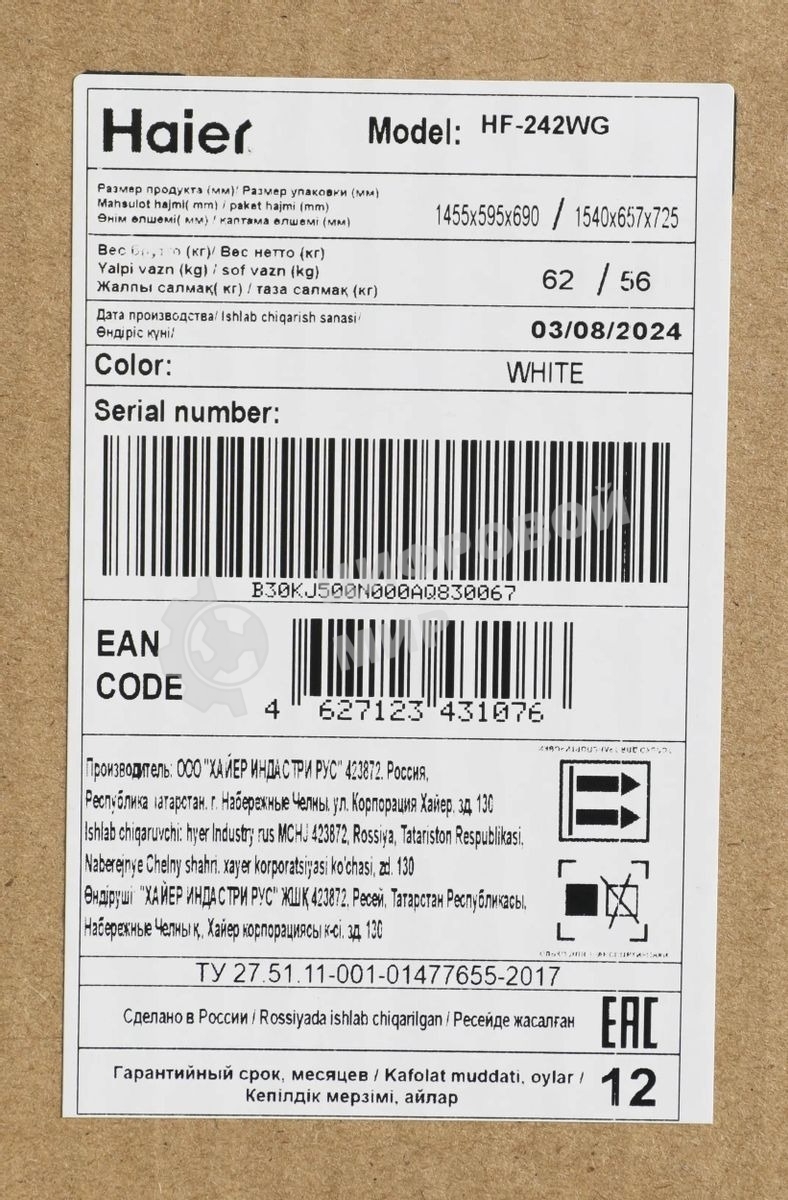 Haier
Model: HF-242WG
Размер продукта (мм)/ Размер упаковки (мм)
Mahsulot hajmi( mm) / paket hajmi (mm)
Өнім өлшемі( мм) / каптама өлшемі (мм)
1455x595x690 / 1540x657x725
Вес (кг)/ Вес нетто (кг)
Yalpi vazn (kg) / sof vazn (kg)
Жалпы салмақ( кг) / таза салмақ (кг)
62 / 56
Дата производства/ Ishlab chiqarish sanasi/
Өндіріс күні/
03/08/2024
Color: WHITE
Serial number:
B30KJ500N000AQ830067
ЦИФРОВОЙ
МИР
EAN
CODE
4 627123 431076
Производитель: ООО "ХАЙЕР ИНДАСТРИ РУС" 423872. Россия,
Республика татарстан. г. Набережные Челны, ул. Корпорация Хайер, зд. 130
Ishlab chiqaruvchi: hyer Industry rus MCHJ 423872, Rossiya, Tatariston Respublikasi,
Naberejnye Chelny shahri. xayer korporatsiyasi ko'chasi, zd. 130
Өндіруші: "ХАЙЕР ИНДАСТРИ РУС" ЖШҚ 423872, Ресей, Татарстан Республикасы,
Набережные Челны қ, Хайер корпорациясы к-сі, зд. 130
ТУ 27.51.11-001-01477655-2017
Сделано в России / Rossiyada ishlab chiqarilgan / Ресейде жасалған
EAC
Гарантийный срок, месяцев / Kafolat muddati, oylar /
Кепілдік мерзімі, айлар
12